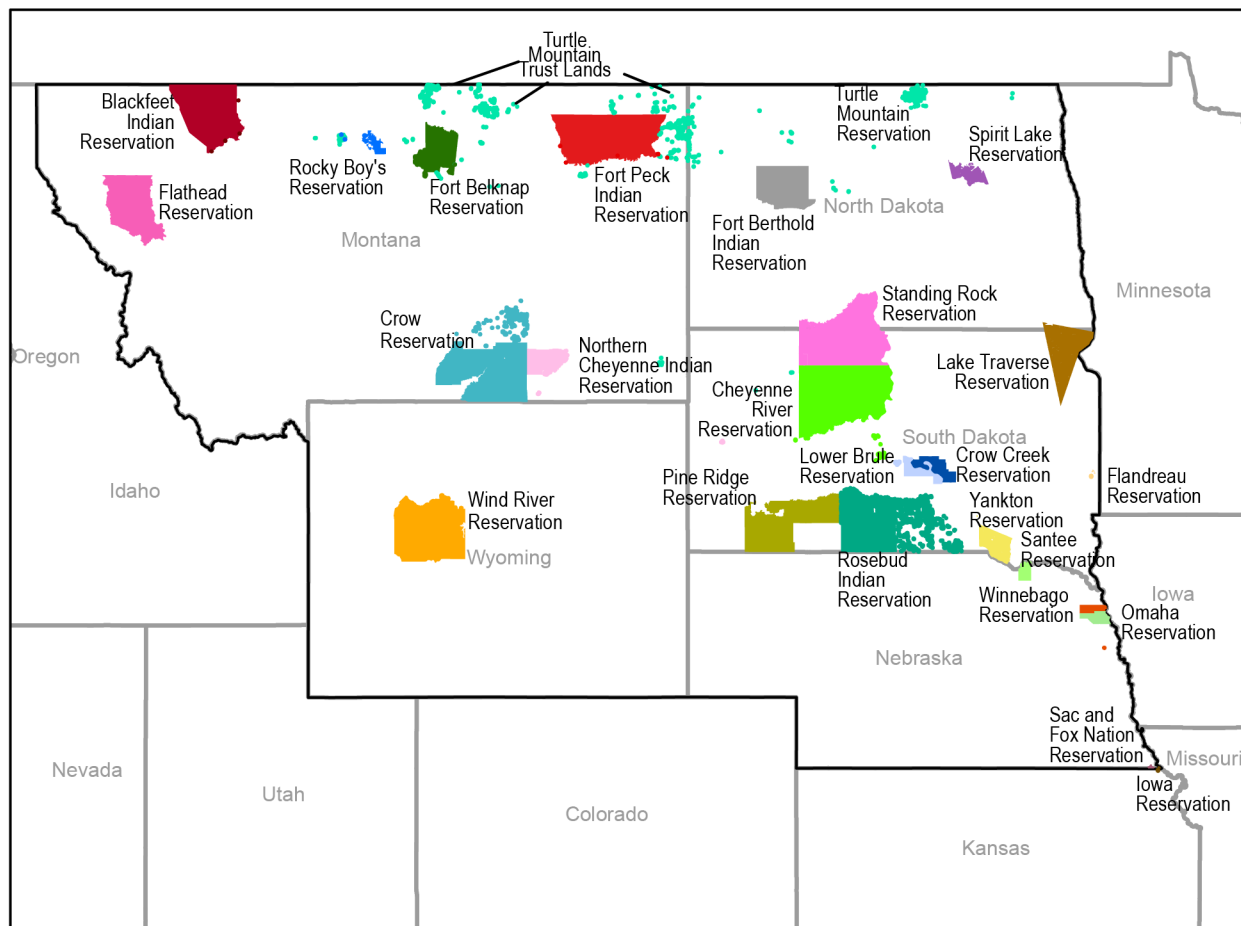 Turtle
Mountain
Trust Lands
Blackfeet
Indian
Reservation
Rocky Boy's
Reservation
Fort Belknap
Reservation
Fort Peck
Indian
Reservation
Turtle
Mountain
Reservation
Spirit Lake
Reservation
Flathead
Reservation
Montana
Fort Berthold
Indian
Reservation
North Dakota
Minnesota
Oregon
Crow
Reservation
Northern
Cheyenne Indian
Reservation
Standing Rock
Reservation
Lake Traverse
Reservation
Cheyenne
River
Reservation
South Dakota
Idaho
Wind River
Reservation
Wyoming
Pine Ridge
Reservation
Lower Brule
Reservation
Crow Creek
Reservation
Flandreau
Reservation
Yankton
Reservation
Santee
Reservation
Rosebud
Indian
Reservation
Winnebago
Reservation
Iowa
Omaha
Reservation
Nebraska
Sac and
Fox Nation
Reservation
Missouri
Iowa
Reservation
Nevada
Utah
Colorado
Kansas